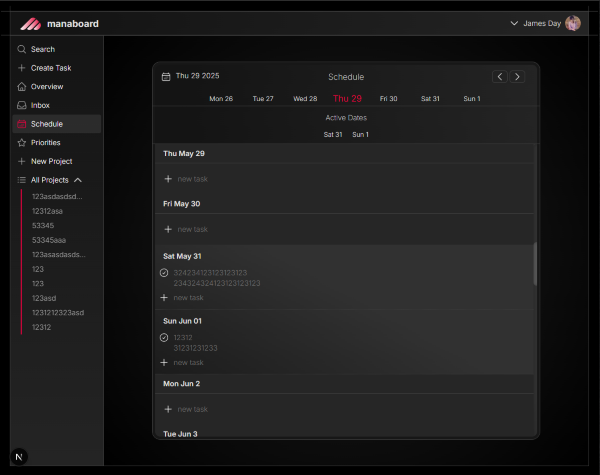 manaboard
James Day
Search
Create Task
Overview
Inbox
Schedule
Priorities
New Project
All Projects
123asdasdsd...
12312asa
53345
53345aaa
123asasdasds...
123
123
123asd
1231212323asd
12312
N
Thu 29 2025
Schedule
Mon 26 Tue 27 Wed 28 Thu 29 Fri 30 Sat 31 Sun 1
Active Dates
Sat 31 Sun 1
Thu May 29
new task
Fri May 30
new task
Sat May 31
324234123123123123
234324324123123123123
new task
Sun Jun 01
12312
31231231233
new task
Mon Jun 2
new task
Tue Jun 3